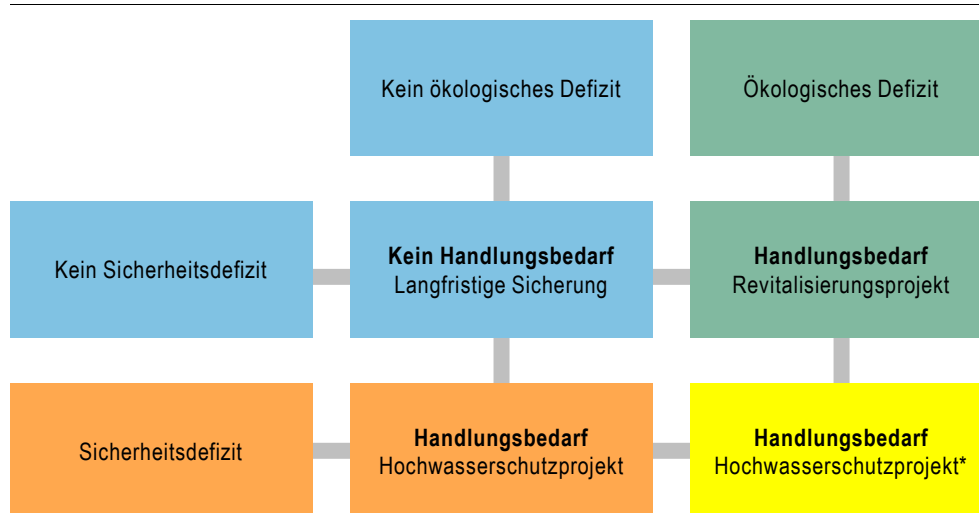 Kein ökologisches Defizit
Ökologisches Defizit
Kein Sicherheitsdefizit
Kein Handlungsbedarf
Langfristige Sicherung
Handlungsbedarf
Revitalisierungsprojekt
Sicherheitsdefizit
Handlungsbedarf
Hochwasserschutzprojekt
Handlungsbedarf
Hochwasserschutzprojekt*